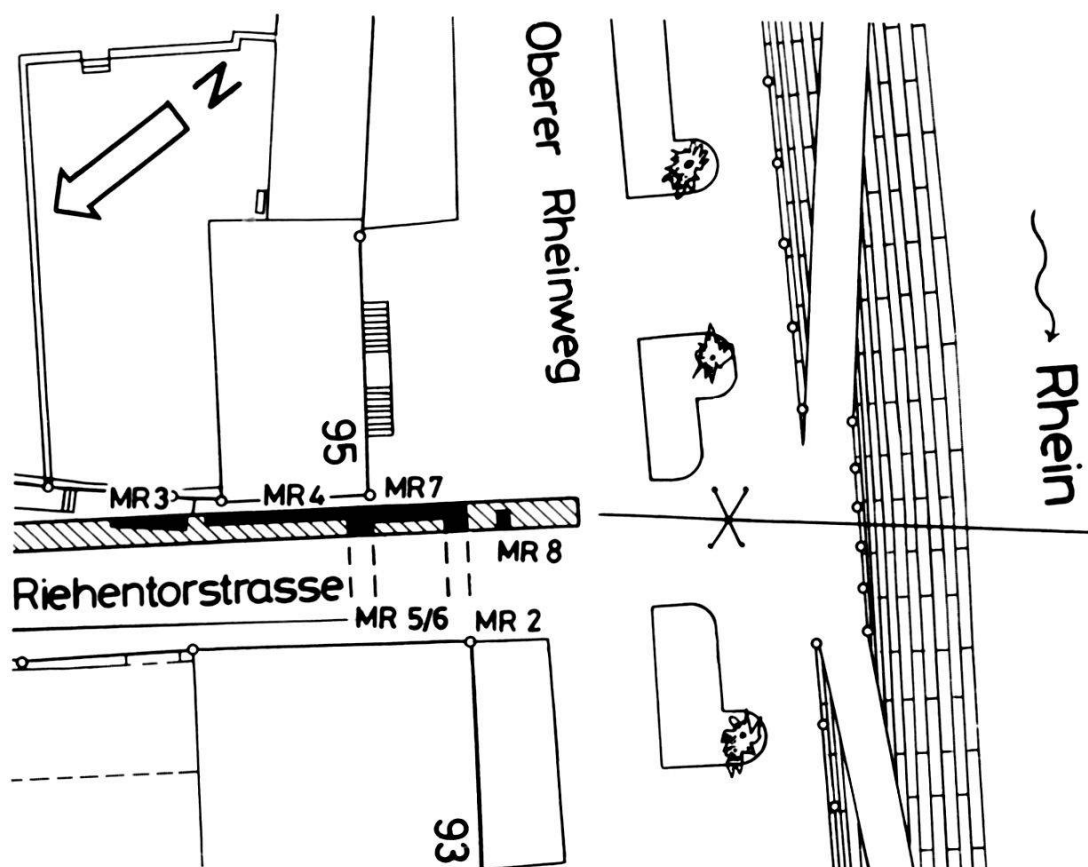 N
Oberer Rheinweg
Rhein
95
MR 3
MR 4
MR 7
MR 8
Riehentorstrasse
MR 5/6
MR 2
93